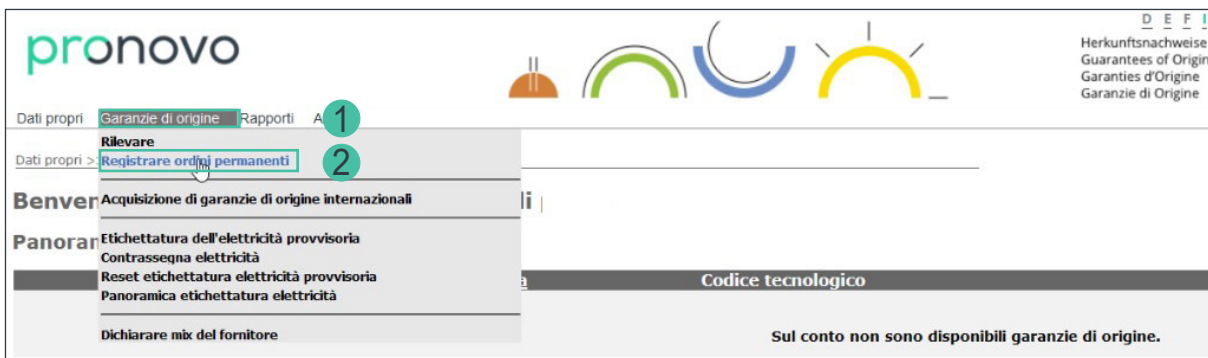 pronovo
D E F I
Herkunftsnachweise
Guarantees of Origin
Garanties d'Origine
Garanzie di Origine
Dati propri Garanzie di origine Rapporti A 1
Rilevare
Dati propri >> Registrare ordini permanenti 2
Benven Acquisizione di garanzie di origine internazionali li
Etichettatura dell'elettricità provvisoria
Panoram Contrassegna elettricità
Reset etichettatura elettricità provvisoria
Codice tecnologico
Panoramica etichettatura elettricità
Dichiarare mix del fornitore
Sul conto non sono disponibili garanzie di origine.